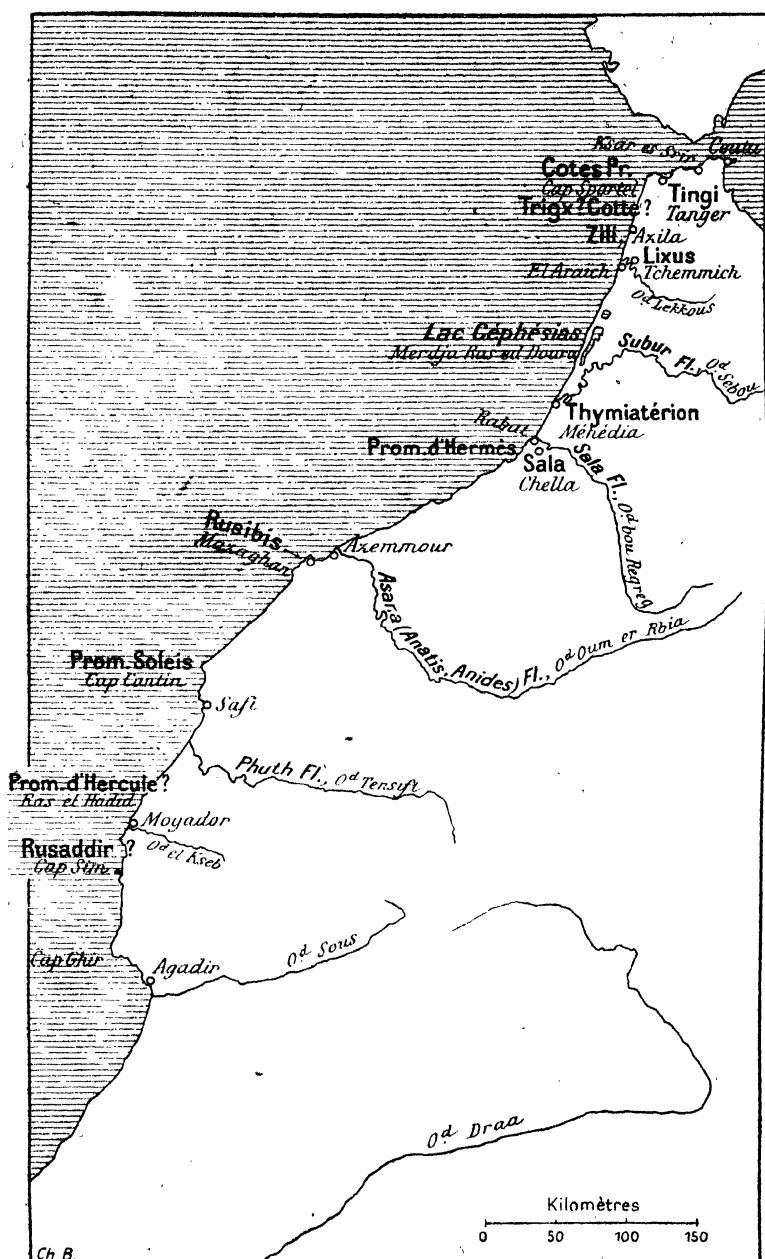 Ksar es Srir
Ceuta
Cotes Pr.
Cap Spartel
Tingi
Tanger
Trigx? Cotte?
Zili
Azila
Lixus
El Araich
Tchemmich
Od Lekkous
Lac Céphésias
Merdja Ras ed Doura
Subur Fl., Od Sebou
Thymiatérion
Méhédia
Rabat
Prom. d'Hermès
Sala
Chella
Sala Fl., Od bou Regreg
Rusibis
Mazaghan
Azemmour
Asara (Anatis, Anides) Fl., Od Oum er Rbia
Prom. Soleis
Cap Cantin
Safi
Phuth Fl., Od Tensyft
Prom. d'Hercule?
Ras el Hadid
Moyador
Od el Kseb
Rusaddir ?
Cap Sim
Cap Ghir
Agadir
Od Sous
Od Draa
Kilomètres
0 50 100 150
Ch. B.